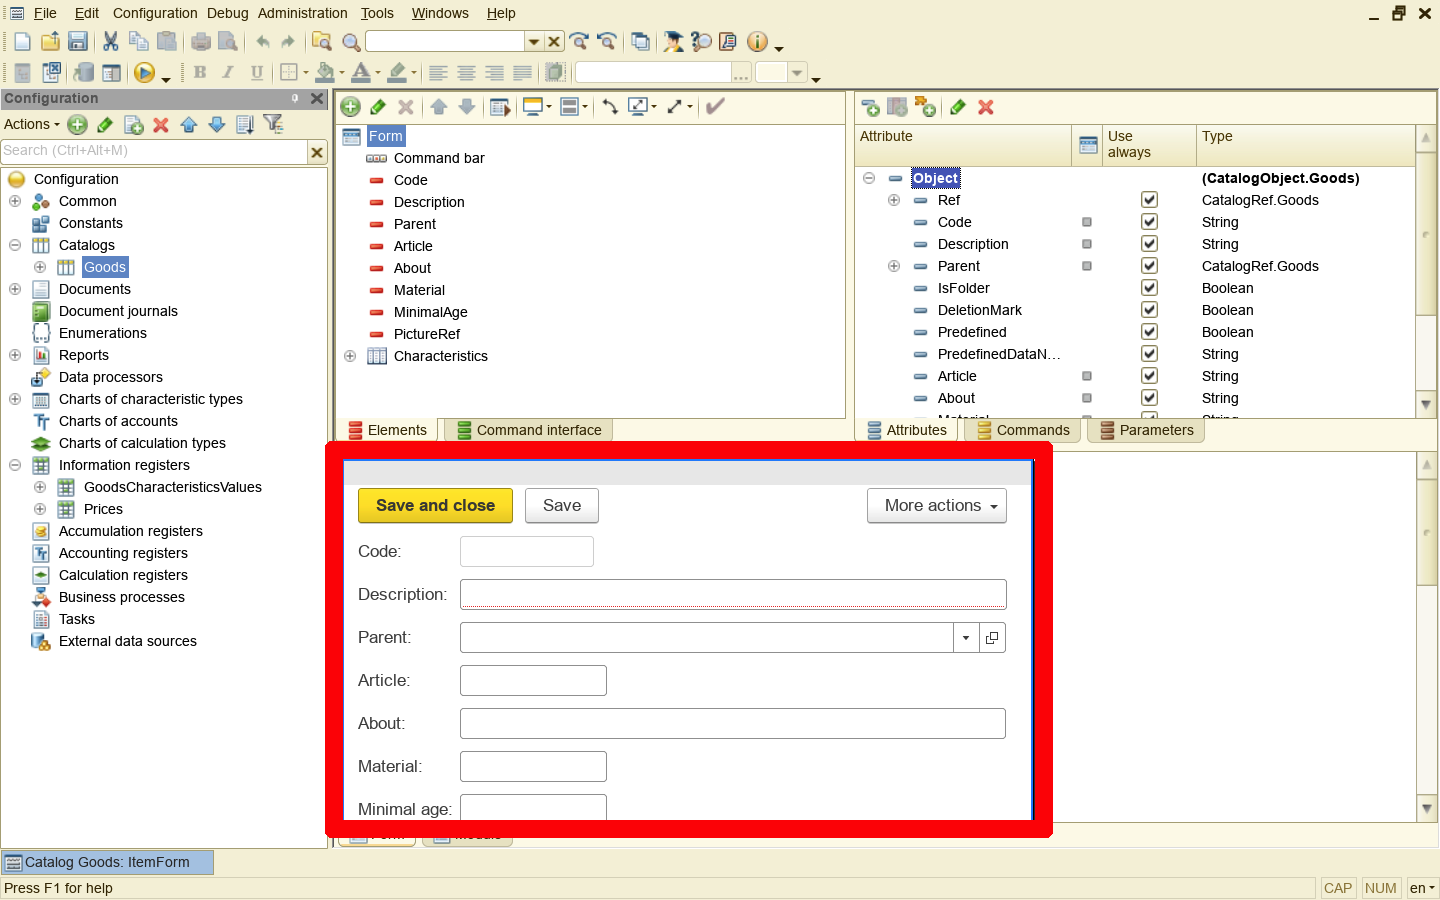 File Edit Configuration Debug Administration Tools Windows Help
B I U
Configuration
Actions
Search (Ctrl+Alt+M)
Configuration
Common
Constants
Catalogs
Goods
Documents
Document journals
Enumerations
Reports
Data processors
Charts of characteristic types
Charts of accounts
Charts of calculation types
Information registers
GoodsCharacteristicsValues
Prices
Accumulation registers
Accounting registers
Calculation registers
Business processes
Tasks
External data sources
Form
Command bar
Code
Description
Parent
Article
About
Material
MinimalAge
PictureRef
Characteristics
Elements Command interface
Attribute Use always Type
Object (CatalogObject.Goods)
Ref CatalogRef.Goods
Code String
Description String
Parent CatalogRef.Goods
IsFolder Boolean
DeletionMark Boolean
Predefined Boolean
PredefinedDataN... String
Article String
About String
Material String
Attributes Commands Parameters
Save and close Save More actions
Code:
Description:
Parent:
Article:
About:
Material:
Minimal age:
Form Module
Catalog Goods: ItemForm
Press F1 for help CAP NUM en